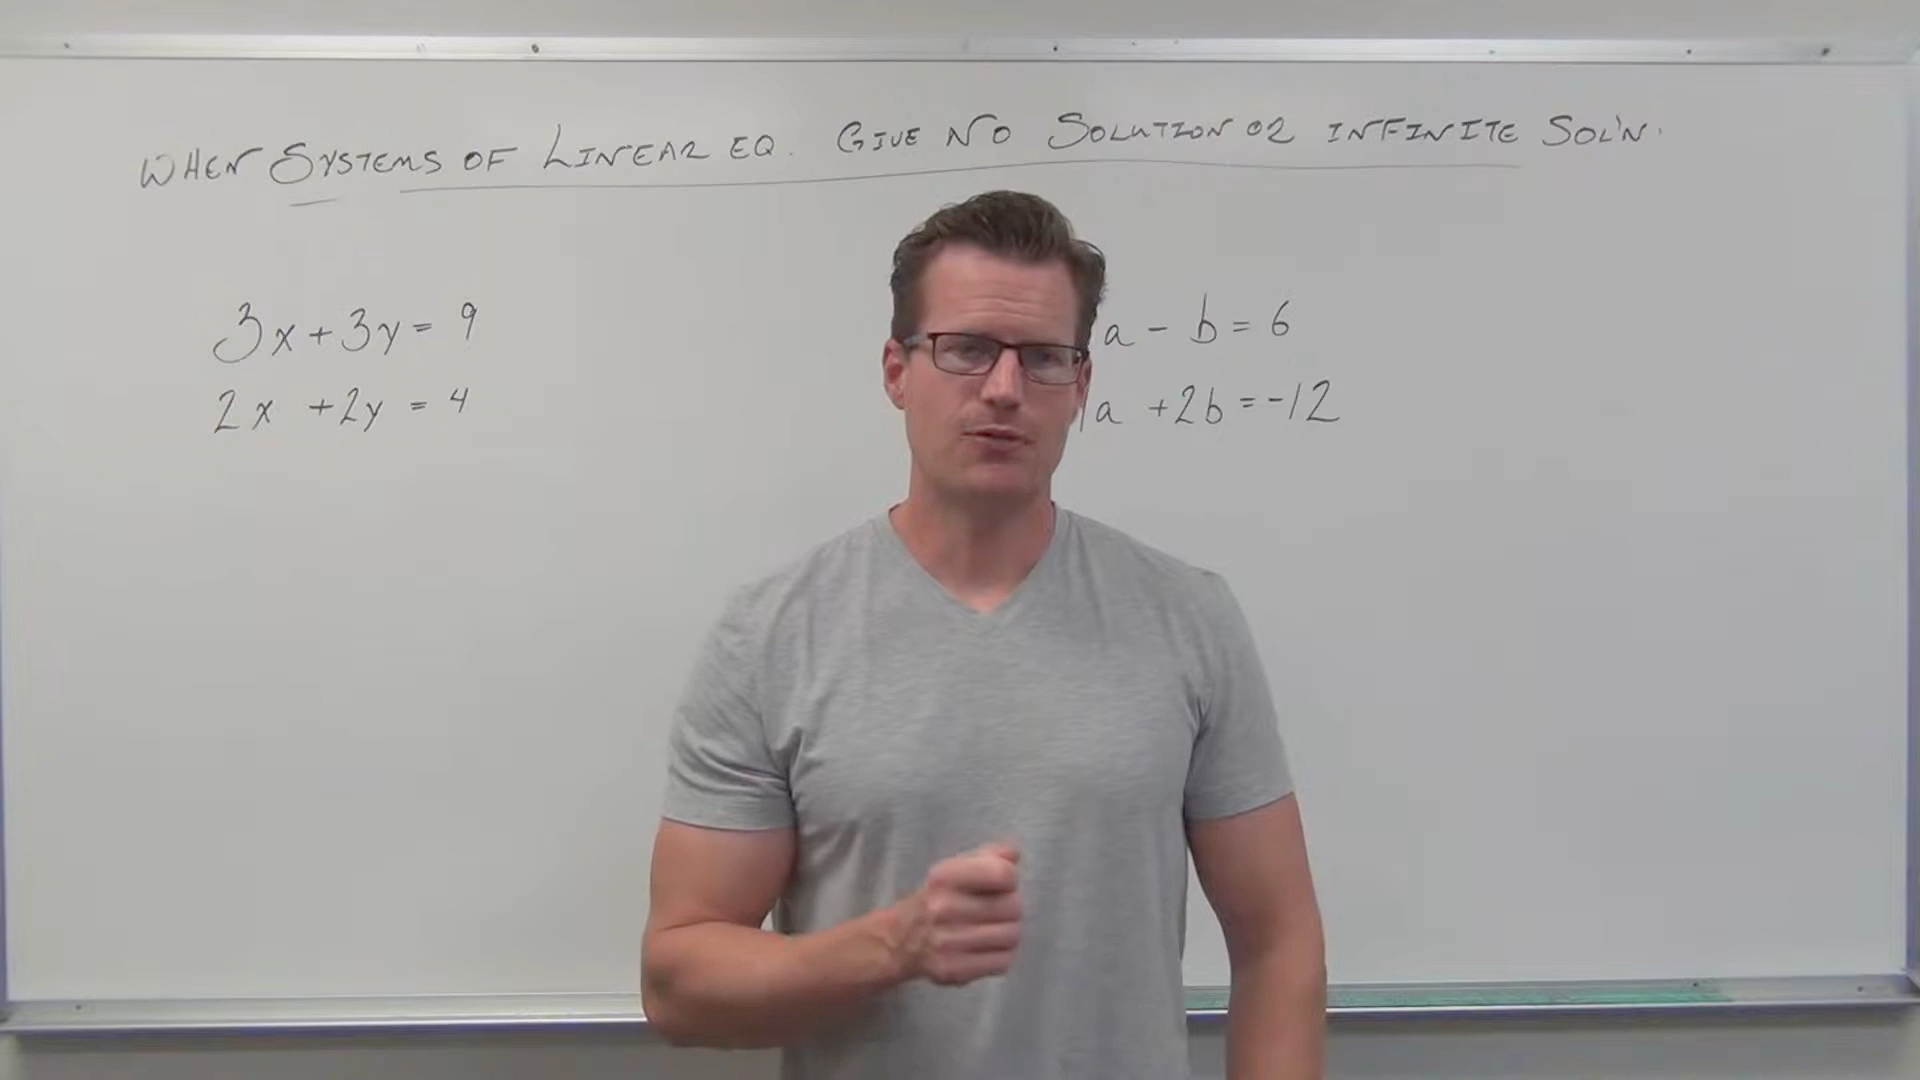 WHEN SYSTEMS OF LINEAR EQ. GIVE NO SOLUTION OR INFINITE SOL'N.
3x + 3y = 9
2x + 2y = 4
a - b = 6
a + 2b = -12